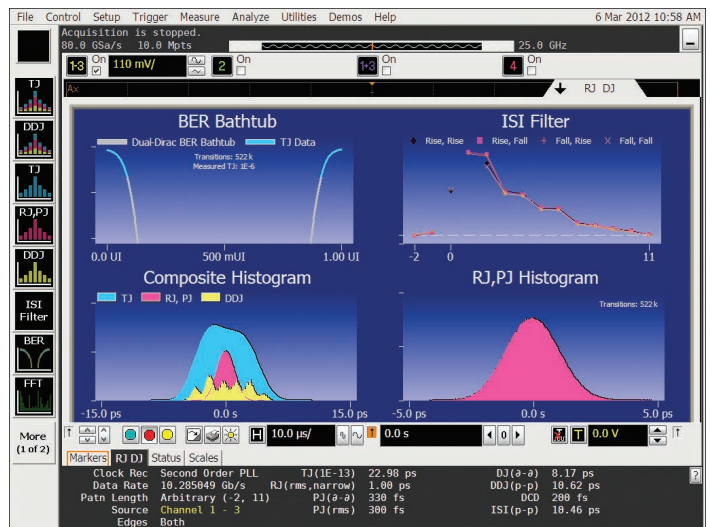 File Control Setup Trigger Measure Analyze Utilities Demos Help 6 Mar 2012 10:58 AM
Acquisition is stopped.
80.0 GSa/s 10.0 Mpts 25.0 GHz
1-3 On 110 mV/ 2 On 1+3 On 4 On
Ax RJ DJ
TJ
DDJ
TJ
RJ,PJ
DDJ
ISI
Filter
BER
FFT
More
(1 of 2)
BER Bathtub
Dual-Dirac BER Bathtub TJ Data
Transitions: 522 k
Measured TJ: 1E-6
0.0 UI 500 mUI 1.00 UI
ISI Filter
Rise, Rise Rise, Fall Fall, Rise Fall, Fall
-2 0 11
Composite Histogram
TJ RJ, PJ DDJ
-15.0 ps 0.0 s 15.0 ps
RJ,PJ Histogram
Transitions: 522 k
-5.0 ps 0.0 s 5.0 ps
H 10.0 µs/ 0.0 s 0 T 0.0 V
Markers RJ DJ Status Scales
Clock Rec Second Order PLL TJ(1E-13) 22.98 ps DJ(∂-∂) 8.17 ps
Data Rate 10.285049 Gb/s RJ(rms,narrow) 1.00 ps DDJ(p-p) 10.62 ps
Patn Length Arbitrary (-2, 11) PJ(∂-∂) 330 fs DCD 200 fs
Source Channel 1 - 3 PJ(rms) 300 fs ISI(p-p) 10.46 ps
Edges Both
?